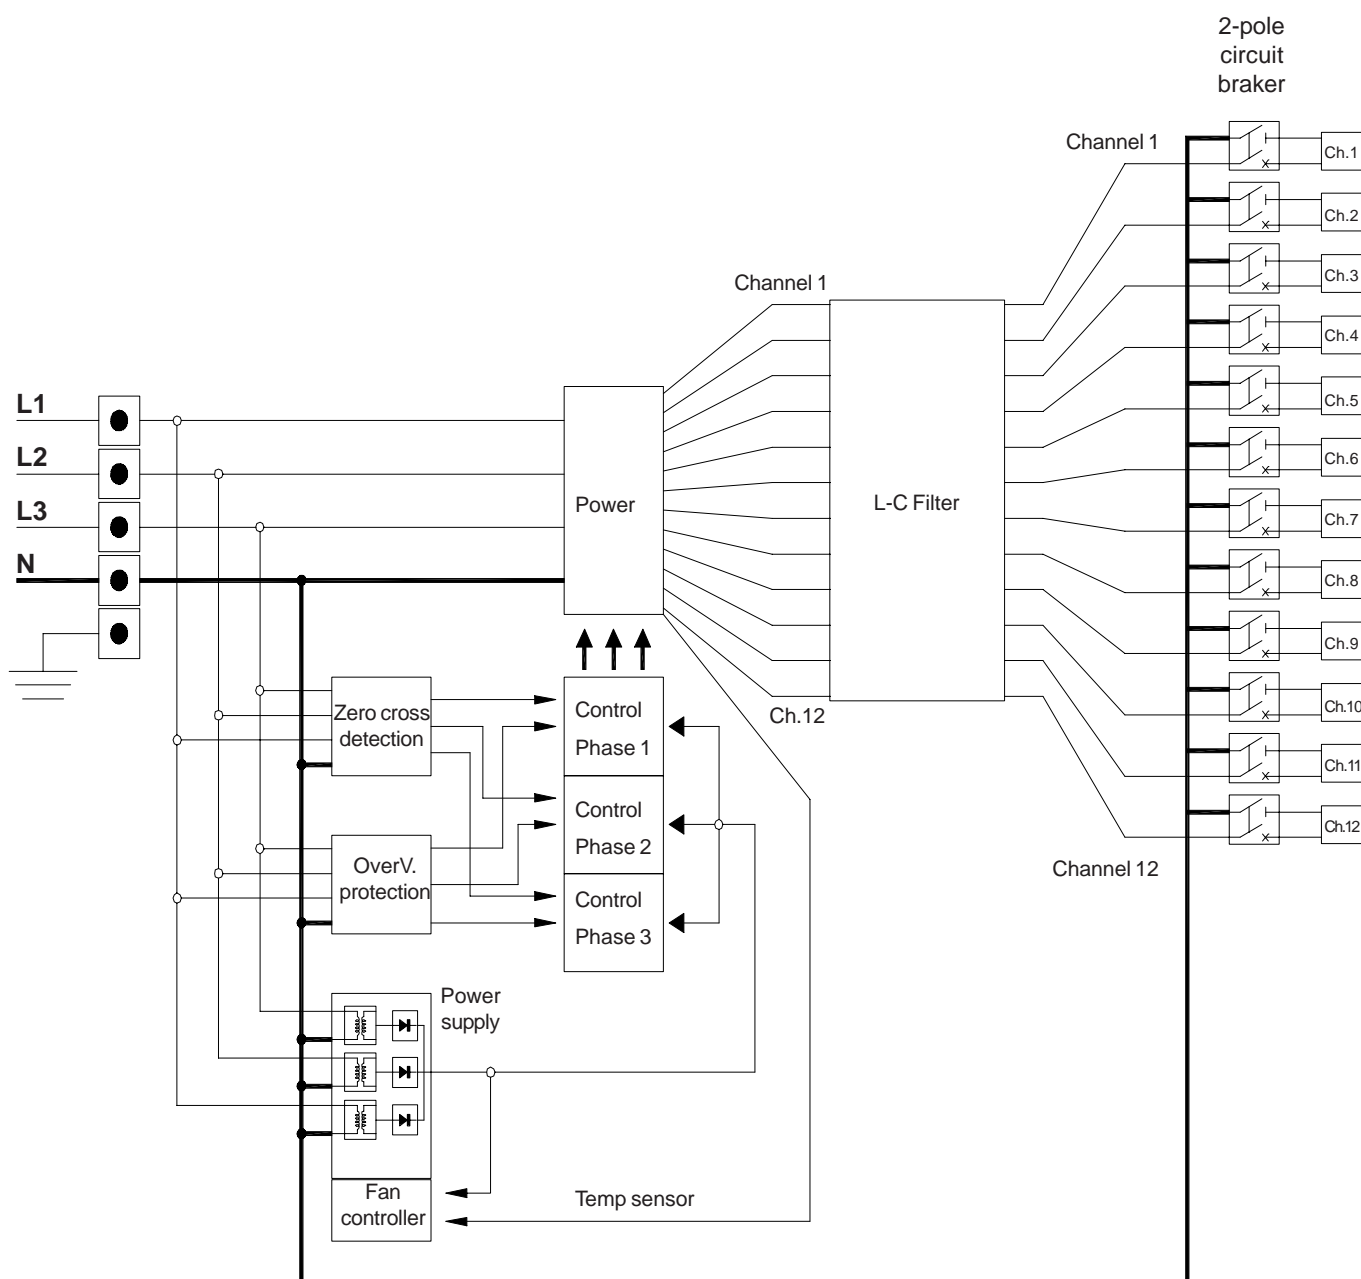 2-pole
circuit
braker
Channel 1
Ch.1
Ch.2
Ch.3
Ch.4
Ch.5
Ch.6
Ch.7
Ch.8
Ch.9
Ch.10
Ch.11
Ch.12
Channel 12
Channel 1
L-C Filter
Ch.12
L1
L2
L3
N
Power
Zero cross
detection
Control
Phase 1
Control
Phase 2
Control
Phase 3
OverV.
protection
Power
supply
Fan
controller
Temp sensor